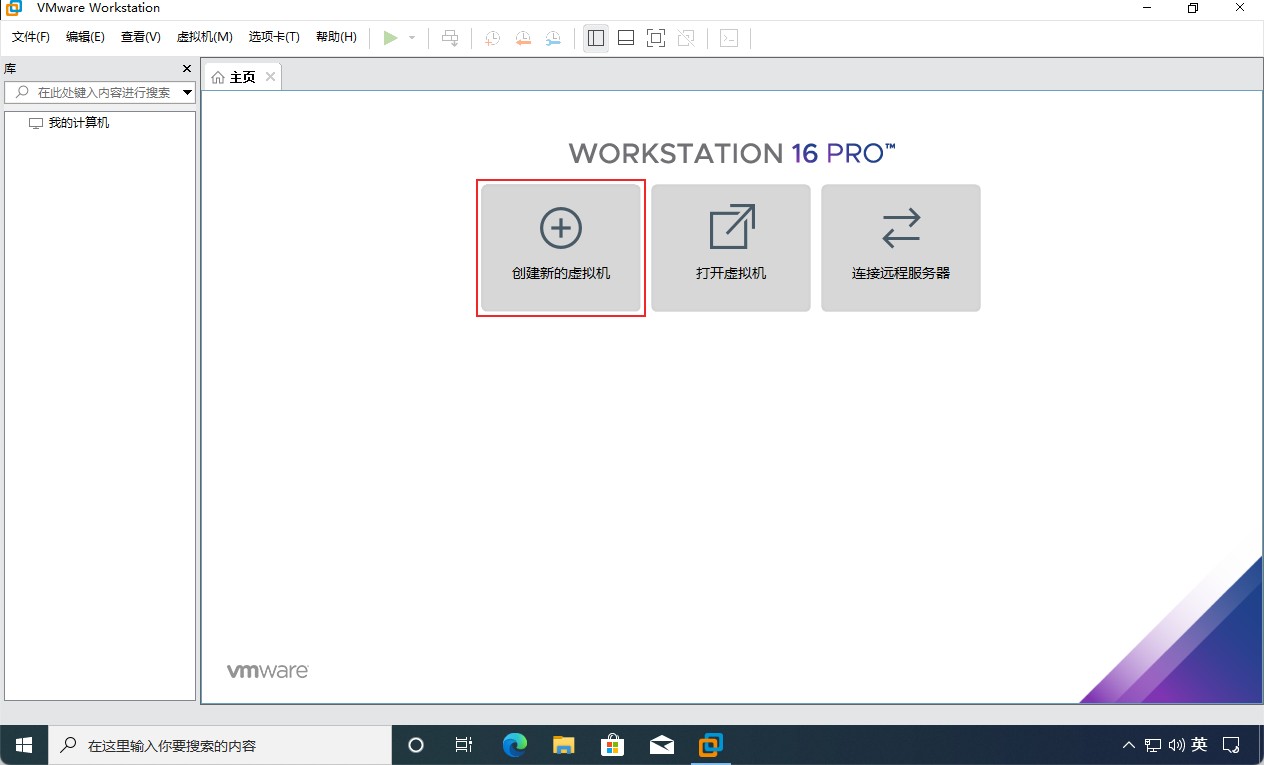 VMware Workstation
文件(F) 编辑(E) 查看(V) 虚拟机(M) 选项卡(T) 帮助(H)
库
在此处键入内容进行搜索
我的计算机
主页
WORKSTATION 16 PRO™
创建新的虚拟机
打开虚拟机
连接远程服务器
vmware
在这里输入你要搜索的内容
英